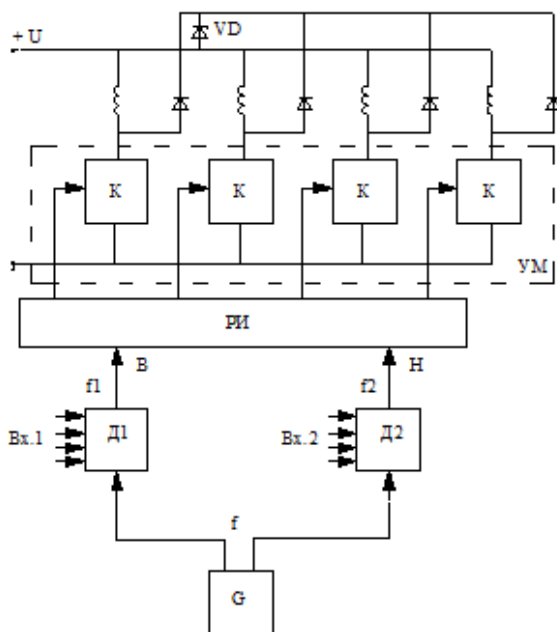 + U
VD
К К К К
УМ
РИ
В Н
f1 f2
Вх.1 Д1 Вх.2 Д2
f
G